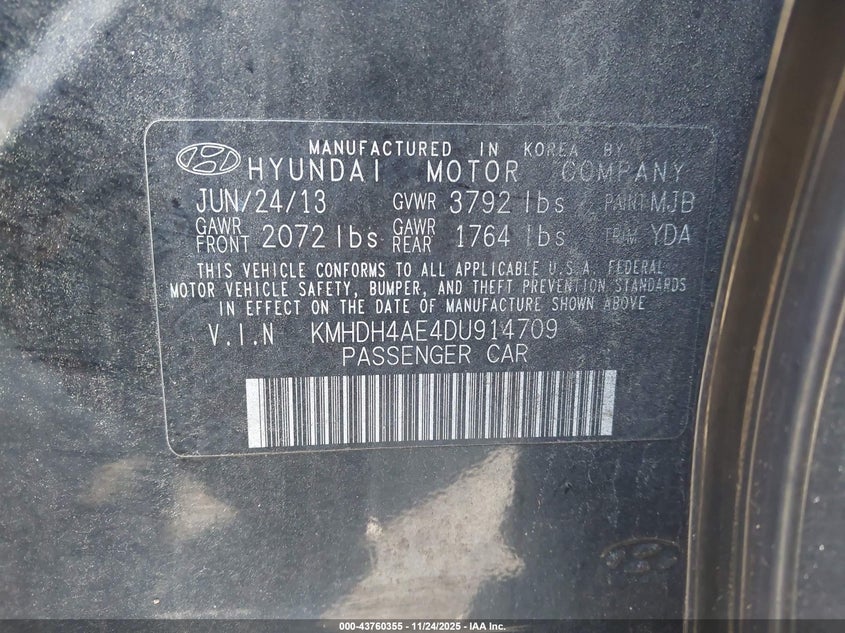 MANUFACTURED IN KOREA BY
HYUNDAI MOTOR COMPANY
JUN/24/13 GVWR 3792 lbs PAINT MJB
GAWR FRONT 2072 lbs GAWR REAR 1764 lbs TRIM YDA
THIS VEHICLE CONFORMS TO ALL APPLICABLE U.S.A. FEDERAL
MOTOR VEHICLE SAFETY, BUMPER, AND THEFT PREVENTION STANDARDS
IN EFFECT ON THE DATE OF MANUFACTURE SHOWN ABOVE
V.I.N KMHDH4AE4DU914709
PASSENGER CAR
000-43760355 - 11/24/2025 - IAA Inc.